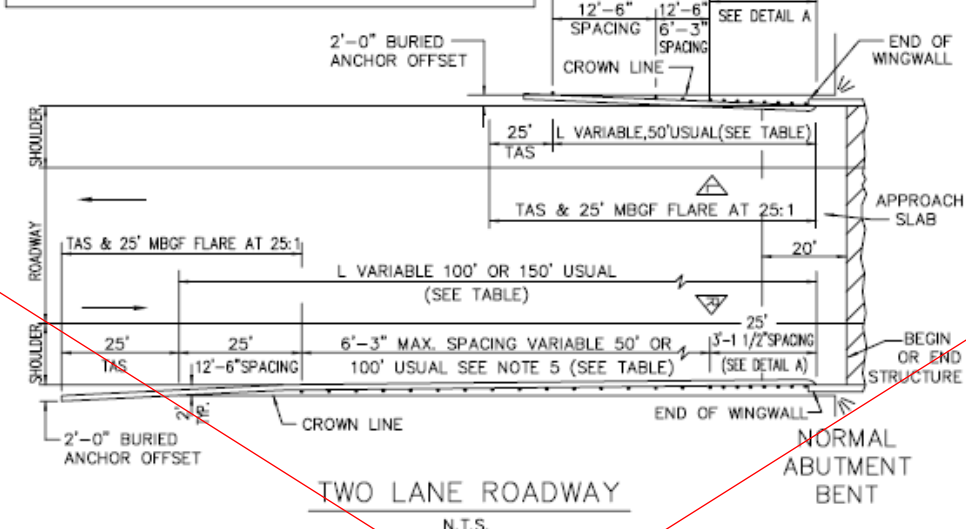 12'-6"
SPACING
12'-6"
6'-3"
SPACING
SEE DETAIL A
2'-0" BURIED
ANCHOR OFFSET
CROWN LINE
END OF
WINGWALL
SHOULDER
25'
TAS
L VARIABLE,50'USUAL(SEE TABLE)
TAS & 25' MBGF FLARE AT 25:1
APPROACH
SLAB
ROADWAY
TAS & 25' MBGF FLARE AT 25:1
20'
L VARIABLE 100' OR 150' USUAL
(SEE TABLE)
SHOULDER
25'
TAS
25'
12'-6"SPACING
6'-3" MAX. SPACING VARIABLE 50' OR
100' USUAL SEE NOTE 5 (SEE TABLE)
25'
3'-1 1/2"SPACING
(SEE DETAIL A)
BEGIN
OR END
STRUCTURE
2'
CROWN LINE
END OF WINGWALL
2'-0" BURIED
ANCHOR OFFSET
NORMAL
ABUTMENT
BENT
TWO LANE ROADWAY
N.T.S.